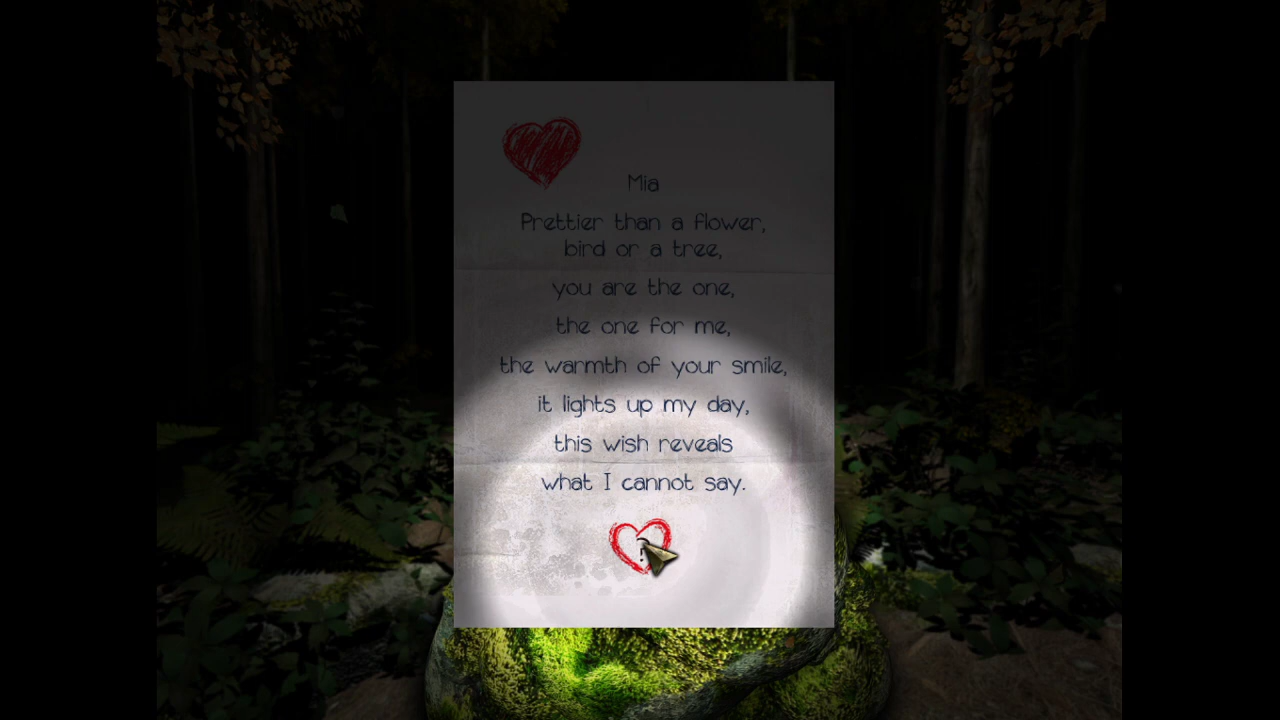 Mia
Prettier than a flower,
bird or a tree,
you are the one,
the one for me,
the warmth of your smile,
it lights up my day,
this wish reveals
what I cannot say.
?